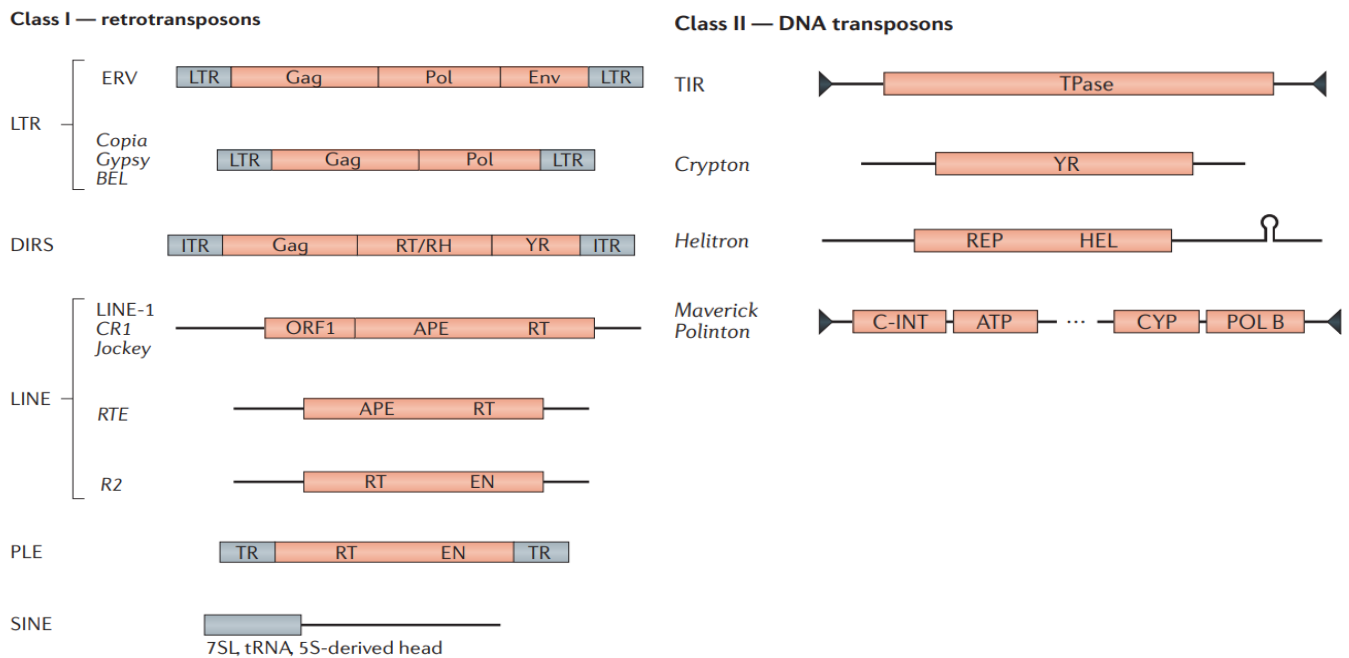 Class I — retrotransposons
LTR
ERV
LTR Gag Pol Env LTR
Copia
Gypsy
BEL
LTR Gag Pol LTR
DIRS
ITR Gag RT/RH YR ITR
LINE
LINE-1
CR1
Jockey
ORF1 APE RT
RTE
APE RT
R2
RT EN
PLE
TR RT EN TR
SINE
7SL, tRNA, 5S-derived head
Class II — DNA transposons
TIR
TPase
Crypton
YR
Helitron
REP HEL
Maverick
Polinton
C-INT ATP ... CYP POL B